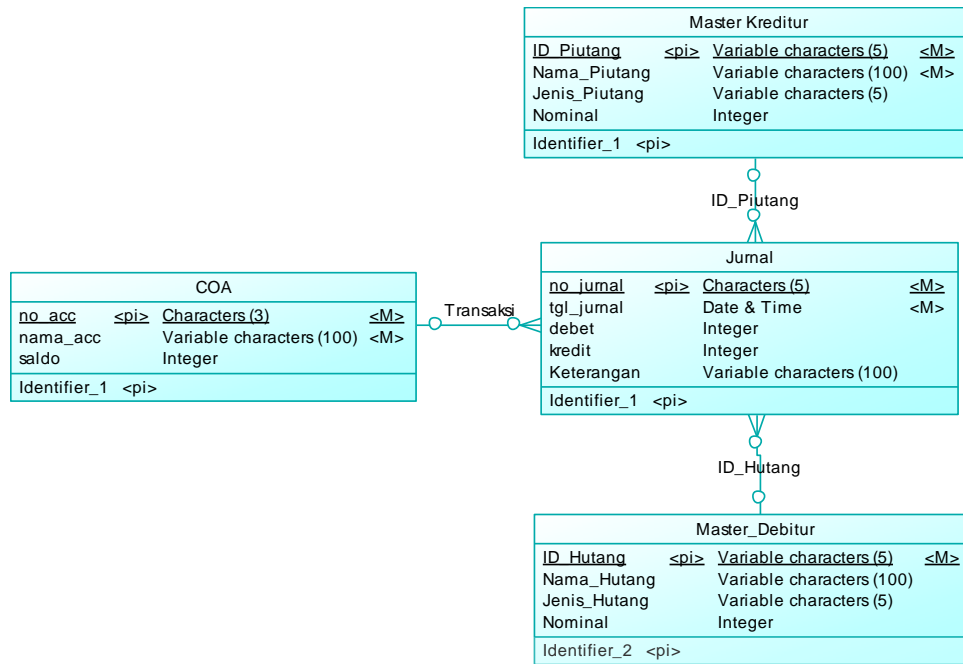 Master Kreditur
ID_Piutang <pi> Variable characters (5) <M>
Nama_Piutang Variable characters (100) <M>
Jenis_Piutang Variable characters (5)
Nominal Integer
Identifier_1 <pi>
ID_Piutang
Jurnal
no_jurnal <pi> Characters (5) <M>
tgl_jurnal Date & Time <M>
debet Integer
kredit Integer
Keterangan Variable characters (100)
Identifier_1 <pi>
COA
no_acc <pi> Characters (3) <M>
nama_acc Variable characters (100) <M>
saldo Integer
Identifier_1 <pi>
Transaksi
ID_Hutang
Master_Debitur
ID_Hutang <pi> Variable characters (5) <M>
Nama_Hutang Variable characters (100)
Jenis_Hutang Variable characters (5)
Nominal Integer
Identifier_2 <pi>